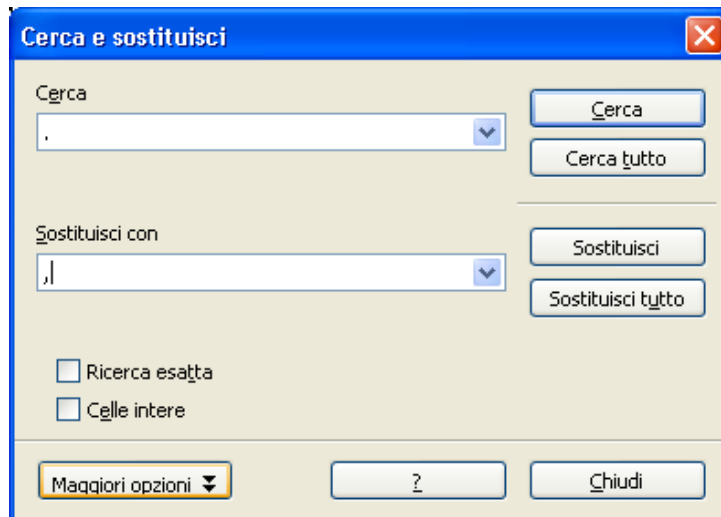 Cerca e sostituisci
Cerca
.
Cerca
Cerca tutto
Sostituisci con
,
Sostituisci
Sostituisci tutto
Ricerca esatta
Celle intere
Maggiori opzioni
?
Chiudi